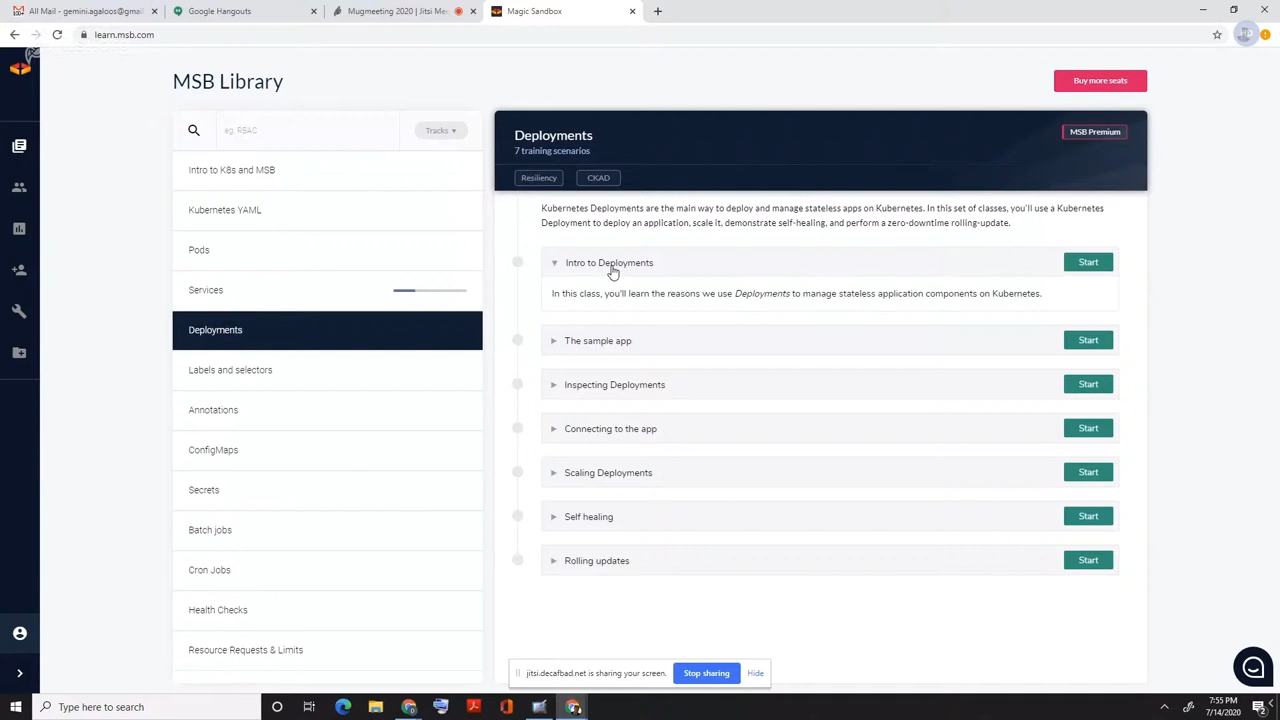 100+
All Mail - gemini.agaloos@gmail
Google Hangouts
Mugmeeting 2020 | Jitsi Me
Magic Sandbox
learn.msb.com
MSB Library
Buy more seats
eg. RBAC
Tracks
Intro to K8s and MSB
Kubernetes YAML
Pods
Services
Deployments
Labels and selectors
Annotations
ConfigMaps
Secrets
Batch jobs
Cron Jobs
Health Checks
Resource Requests & Limits
Deployments
MSB Premium
7 training scenarios
Resiliency
CKAD
Kubernetes Deployments are the main way to deploy and manage stateless apps on Kubernetes. In this set of classes, you'll use a Kubernetes
Deployment to deploy an application, scale it, demonstrate self-healing, and perform a zero-downtime rolling-update.
Intro to Deployments
Start
In this class, you'll learn the reasons we use Deployments to manage stateless application components on Kubernetes.
The sample app
Start
Inspecting Deployments
Start
Connecting to the app
Start
Scaling Deployments
Start
Self healing
Start
Rolling updates
Start
jitsi.decafbad.net is sharing your screen.
Stop sharing
Hide
Type here to search
7:55 PM
7/14/2020
2